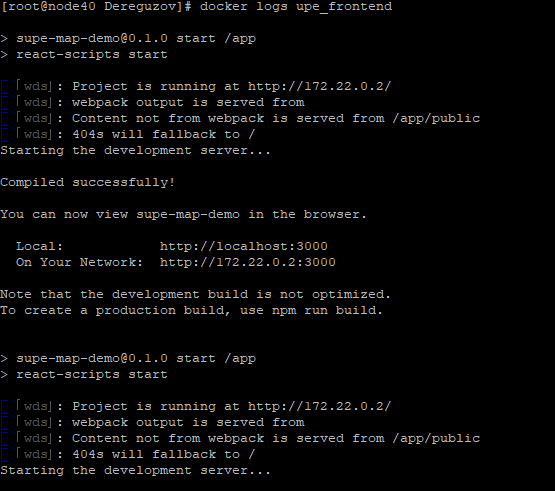 [root@node40 Dereguzov]# docker logs upe_frontend
> supe-map-demo@0.1.0 start /app
> react-scripts start
「wds」: Project is running at http://172.22.0.2/
「wds」: webpack output is served from
「wds」: Content not from webpack is served from /app/public
「wds」: 404s will fallback to /
Starting the development server...
Compiled successfully!
You can now view supe-map-demo in the browser.
Local:            http://localhost:3000
On Your Network:  http://172.22.0.2:3000
Note that the development build is not optimized.
To create a production build, use npm run build.
> supe-map-demo@0.1.0 start /app
> react-scripts start
「wds」: Project is running at http://172.22.0.2/
「wds」: webpack output is served from
「wds」: Content not from webpack is served from /app/public
「wds」: 404s will fallback to /
Starting the development server...